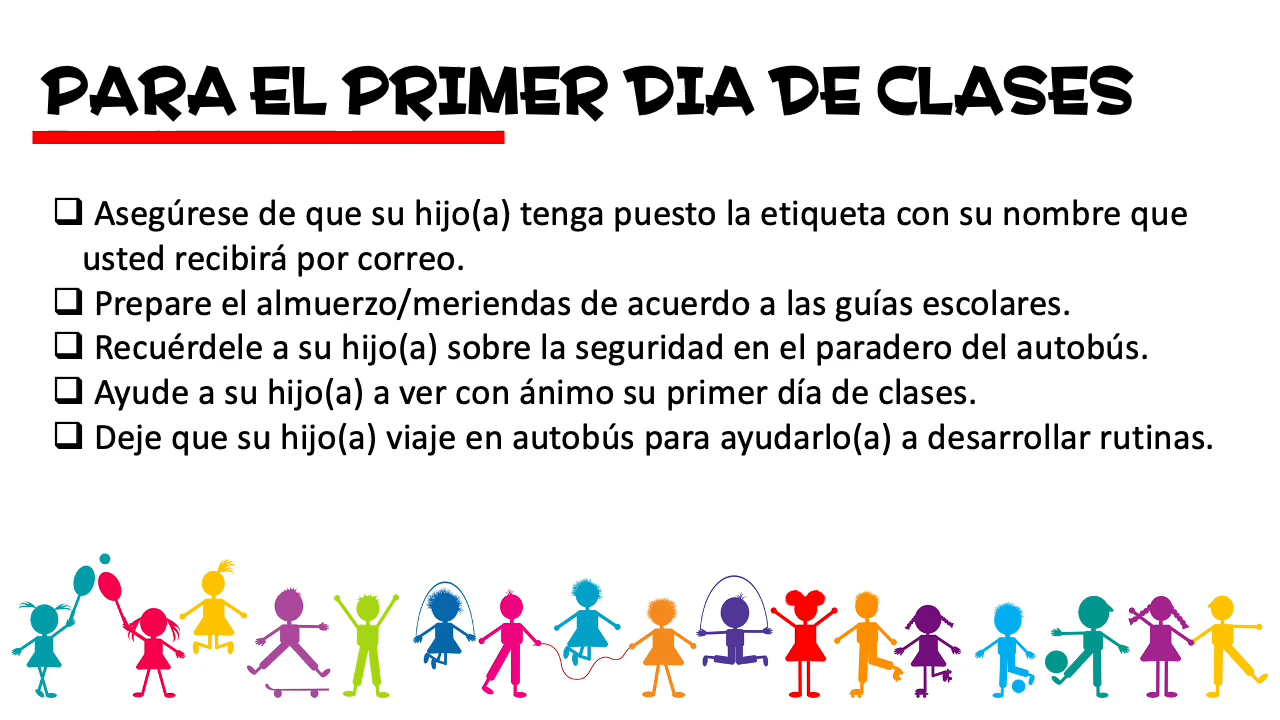 PARA EL PRIMER DIA DE CLASES
❑ Asegúrese de que su hijo(a) tenga puesto la etiqueta con su nombre que
usted recibirá por correo.
❑ Prepare el almuerzo/meriendas de acuerdo a las guías escolares.
❑ Recuérdele a su hijo(a) sobre la seguridad en el paradero del autobús.
❑ Ayude a su hijo(a) a ver con ánimo su primer día de clases.
❑ Deje que su hijo(a) viaje en autobús para ayudarlo(a) a desarrollar rutinas.